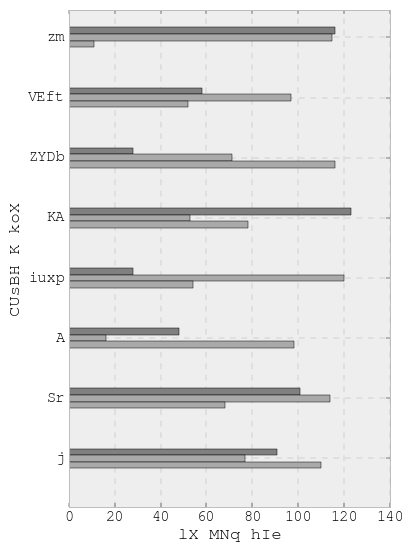 zm
VEft
ZYDb
KA
iuxp
A
Sr
j
CUsBH K koX
0 20 40 60 80 100 120 140
lX MNq hIe